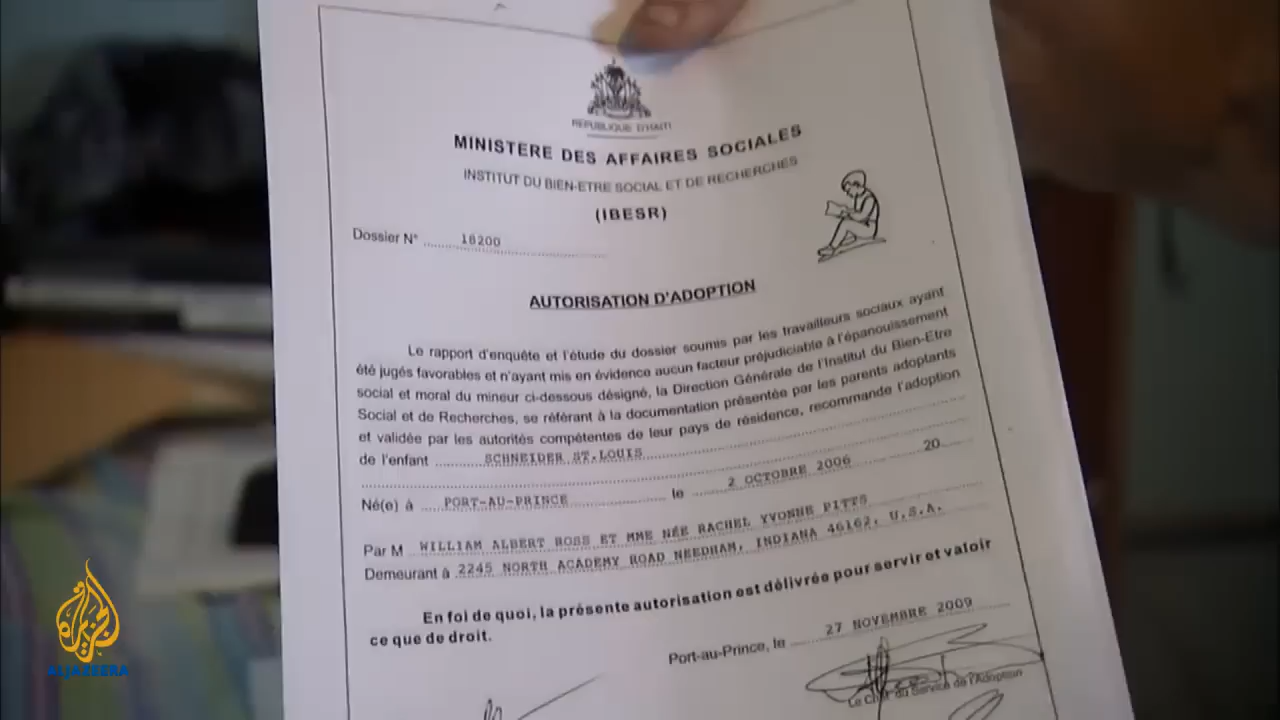 REPUBLIQUE D'HAITI
MINISTERE DES AFFAIRES SOCIALES
INSTITUT DU BIEN-ETRE SOCIAL ET DE RECHERCHES
(IBESR)
Dossier N° 16200
AUTORISATION D'ADOPTION
Le rapport d'enquête et l'étude du dossier soumis par les travailleurs sociaux ayant
été jugés favorables et n'ayant mis en évidence aucun facteur préjudiciable à l'épanouissement
social et moral du mineur ci-dessous désigné, la Direction Générale de l'Institut du Bien-Etre
Social et de Recherches, se référant à la documentation présentée par les parents adoptants
et validée par les autorités compétentes de leur pays de résidence, recommande l'adoption
de l'enfant SCHNEIDER ST.LOUIS
Né(e) à PORT-AU-PRINCE le 2 OCTOBRE 2006 20
Par M WILLIAM ALBERT ROSS ET MME NÉE RACHEL YVONNE PITTS
Demeurant à 2245 NORTH ACADEMY ROAD NEEDHAM, INDIANA 46162, U.S.A.
En foi de quoi, la présente autorisation est délivrée pour servir et valoir
ce que de droit.
Port-au-Prince, le 27 NOVEMBRE 2009
Le Chef du Service de l'Adoption
الجزيرة
ALJAZEERA